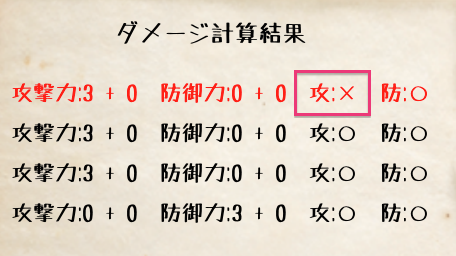 ダメージ計算結果
攻撃力:3 + 0 防御力:0 + 0 攻:× 防:○
攻撃力:3 + 0 防御力:0 + 0 攻:○ 防:○
攻撃力:3 + 0 防御力:0 + 0 攻:○ 防:○
攻撃力:0 + 0 防御力:3 + 0 攻:○ 防:○